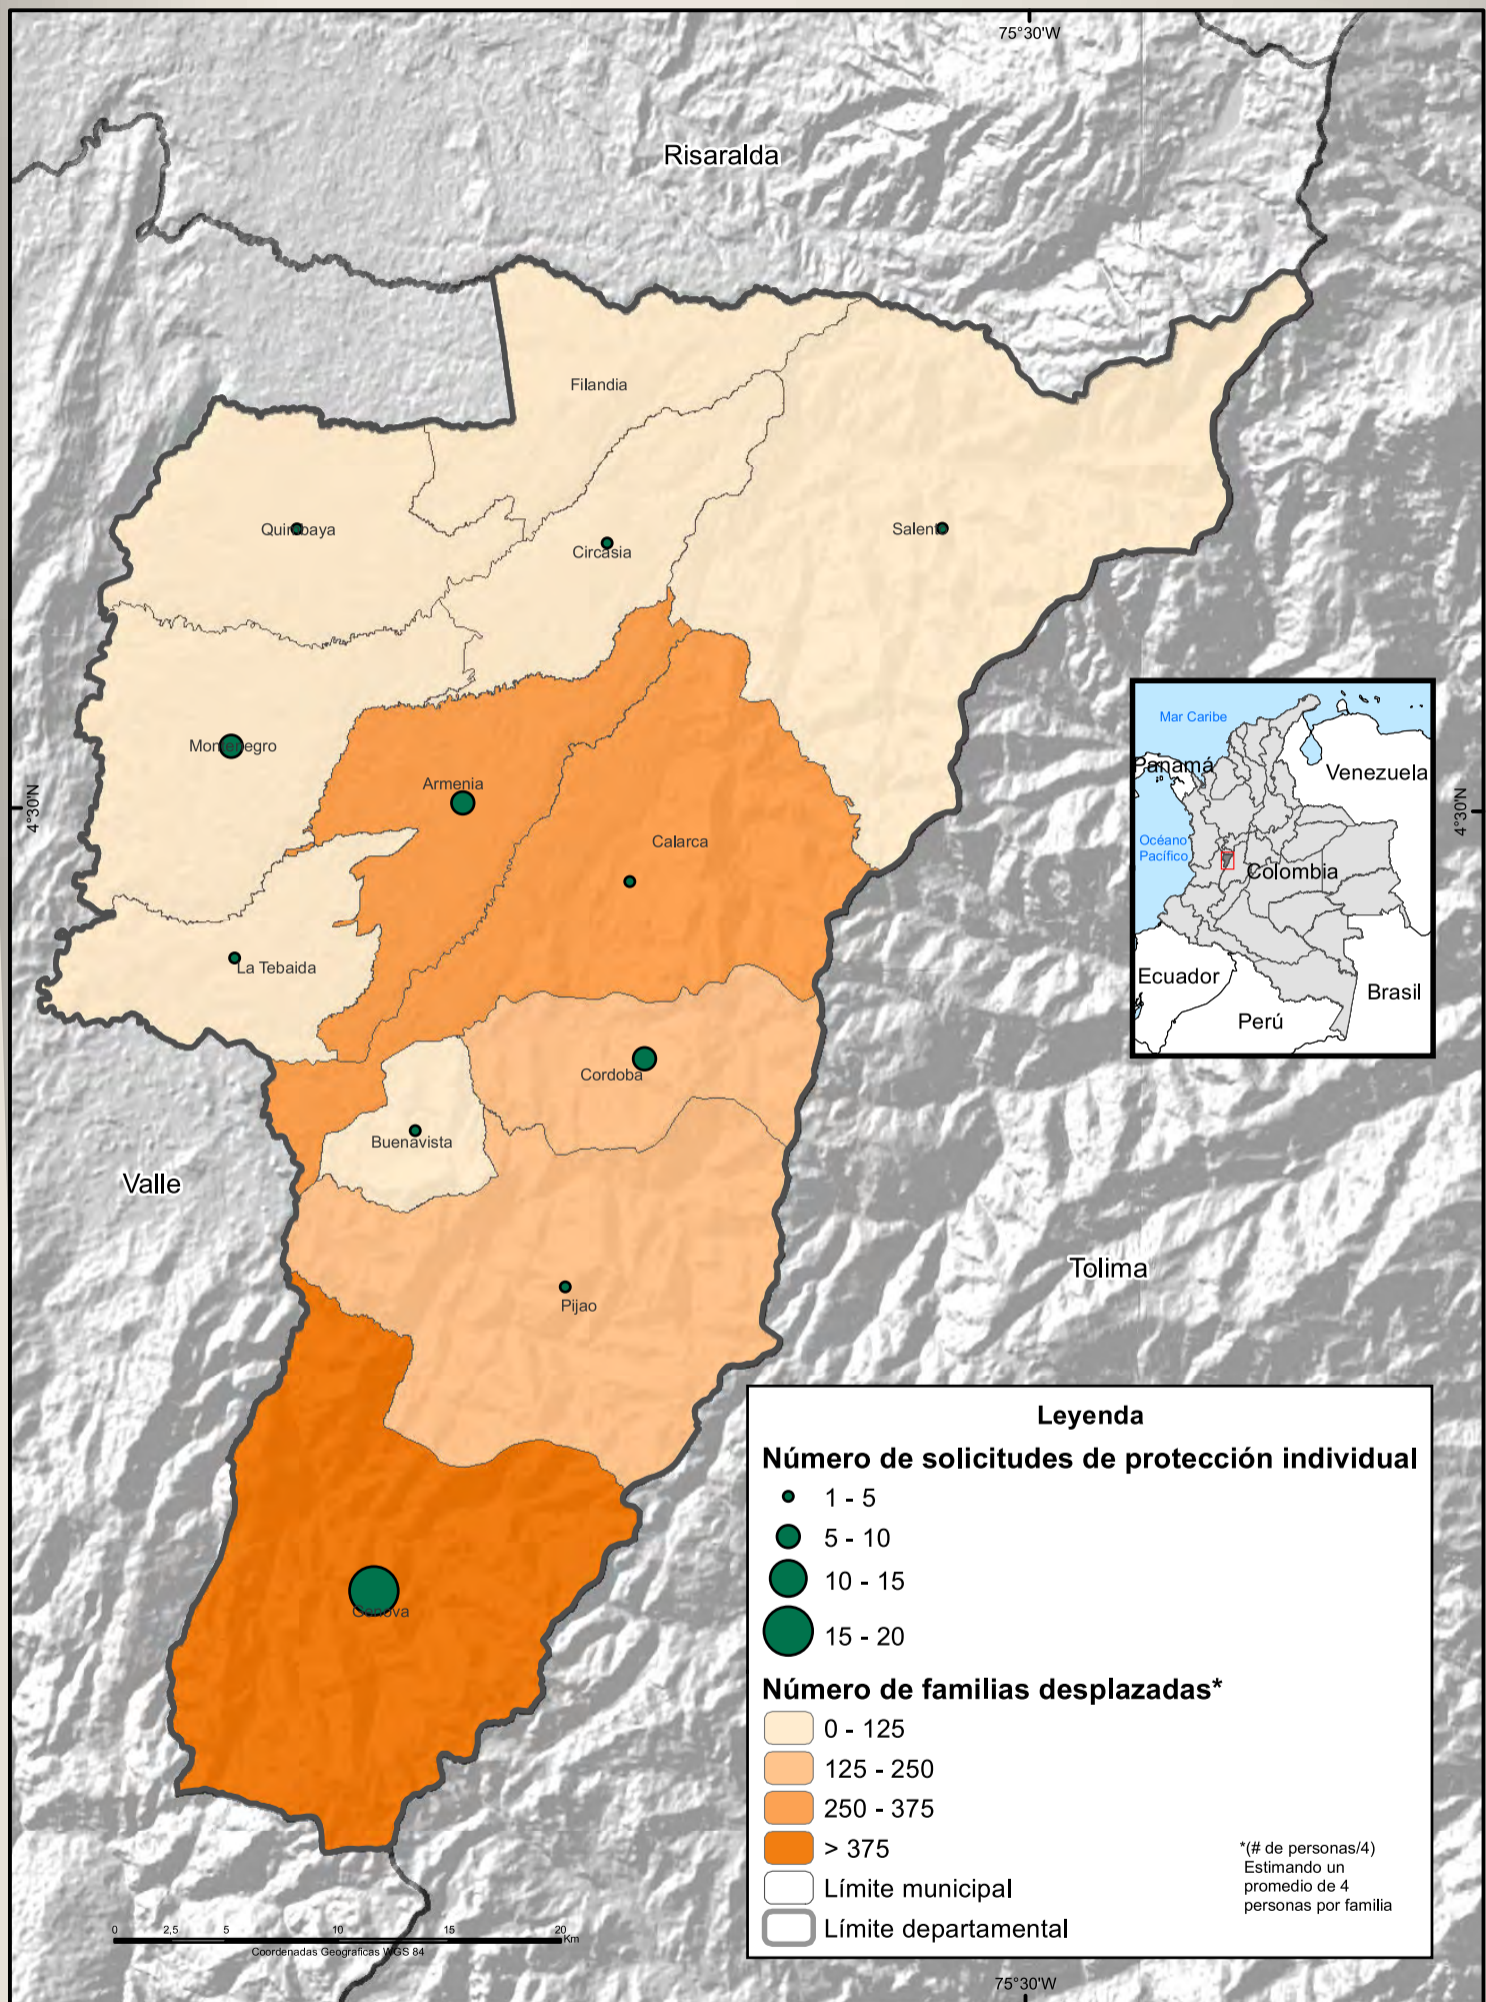 75°30'W
Risaralda
Filandia
Quimbaya
Circasia
Salento
Montenegro
Armenia
Calarca
La Tebaida
Cordoba
Buenavista
Pijao
Genova
Valle
Tolima
4°30'N
4°30'N
Mar Caribe
Panamá
Venezuela
Océano
Pacífico
Colombia
Ecuador
Brasil
Perú
Leyenda
Número de solicitudes de protección individual
1 - 5
5 - 10
10 - 15
15 - 20
Número de familias desplazadas*
0 - 125
125 - 250
250 - 375
> 375
Límite municipal
Límite departamental
*(# de personas/4)
Estimando un
promedio de 4
personas por familia
0 2,5 5 10 15 20
Km
Coordenadas Geograficas WGS 84
75°30'W